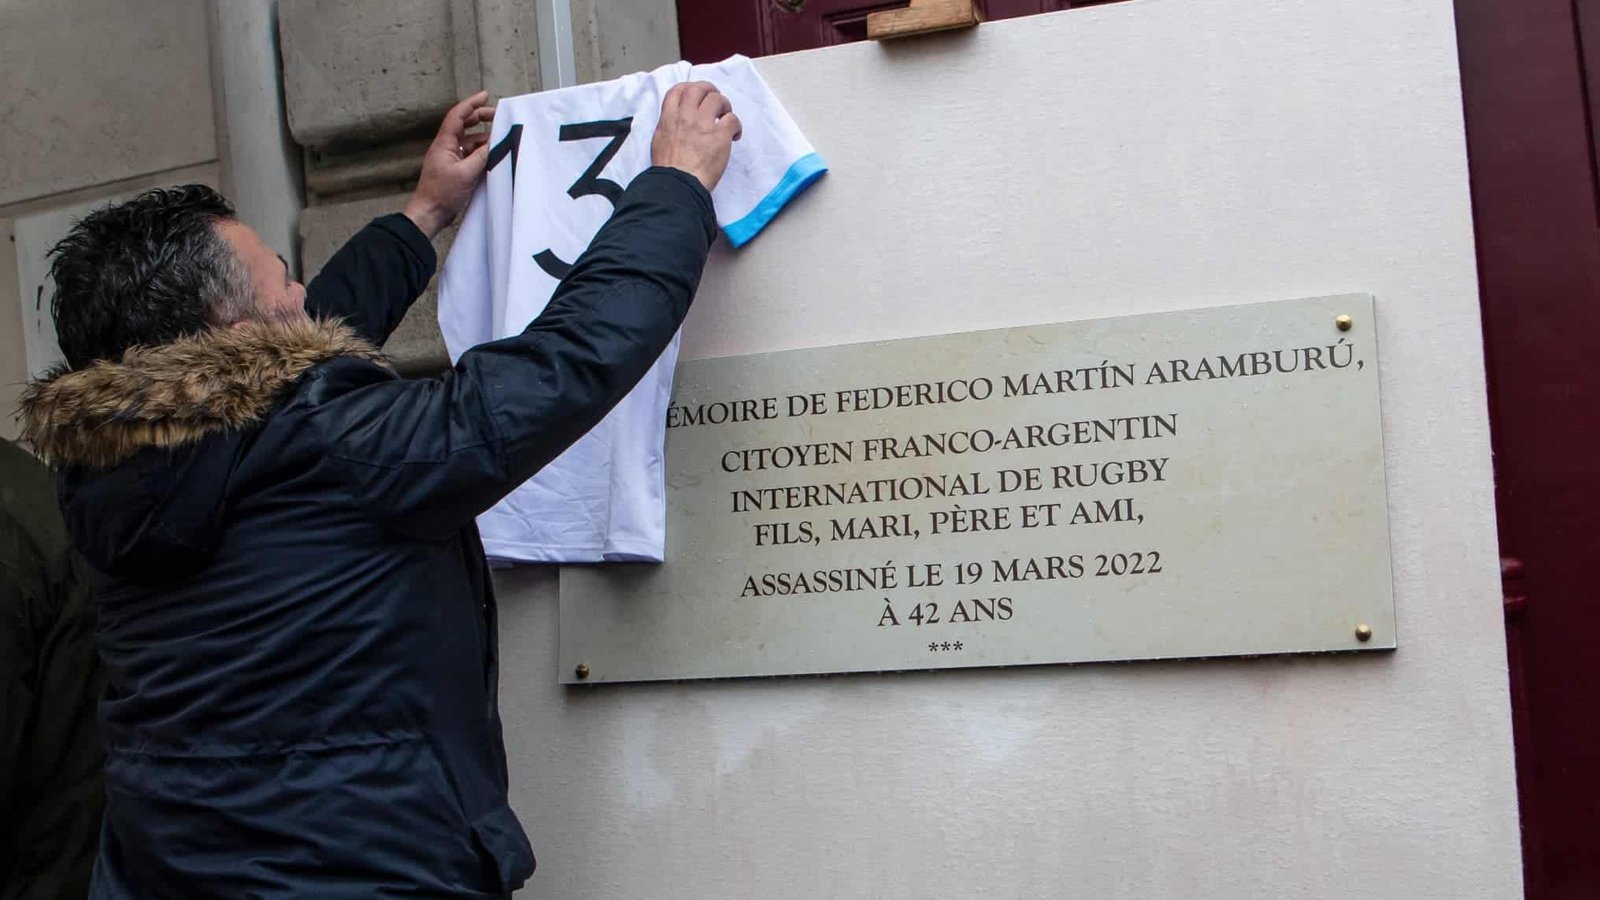 13
ÉMOIRE DE FEDERICO MARTÍN ARAMBURÚ,
CITOYEN FRANCO-ARGENTIN
INTERNATIONAL DE RUGBY
FILS, MARI, PÈRE ET AMI,
ASSASSINÉ LE 19 MARS 2022
À 42 ANS
***